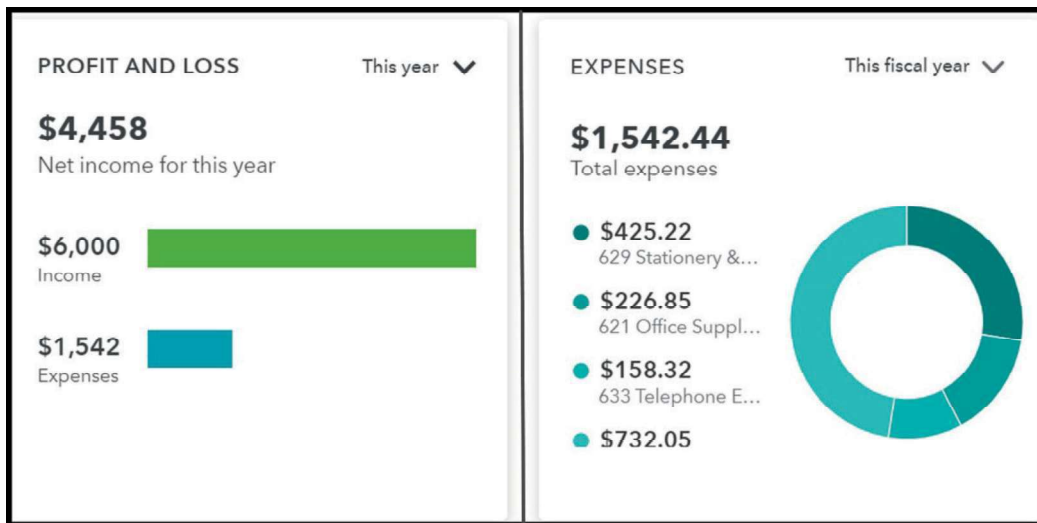 PROFIT AND LOSS
This year
$4,458
Net income for this year
$6,000
Income
$1,542
Expenses
EXPENSES
This fiscal year
$1,542.44
Total expenses
$425.22
629 Stationery &...
$226.85
621 Office Suppl...
$158.32
633 Telephone E...
$732.05